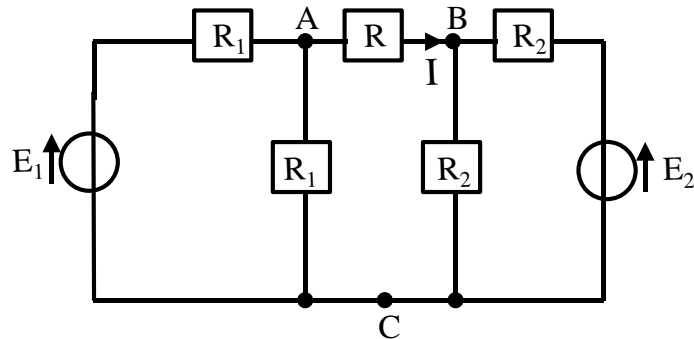 A B
R₁ R R₂
I
E₁ R₁ R₂ E₂
C